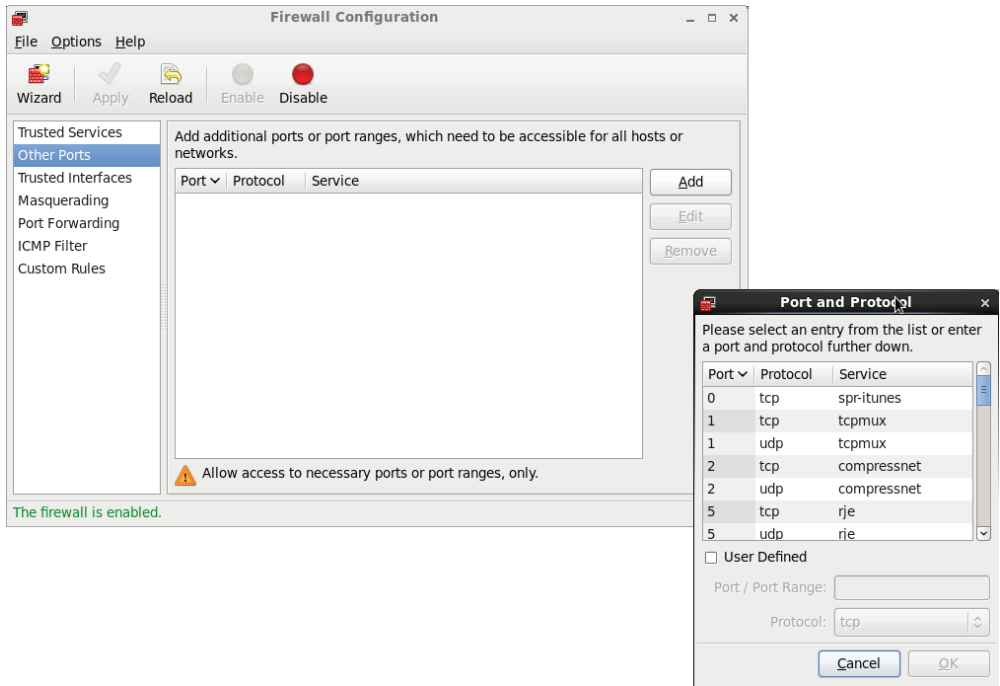 Firewall Configuration
File Options Help
Wizard Apply Reload Enable Disable
Trusted Services
Other Ports
Trusted Interfaces
Masquerading
Port Forwarding
ICMP Filter
Custom Rules
Add additional ports or port ranges, which need to be accessible for all hosts or
networks.
Port Protocol Service
Add
Edit
Remove
Allow access to necessary ports or port ranges, only.
The firewall is enabled.
Port and Protocol
Please select an entry from the list or enter
a port and protocol further down.
Port Protocol Service
0 tcp spr-itunes
1 tcp tcpmux
1 udp tcpmux
2 tcp compressnet
2 udp compressnet
5 tcp rje
5 udp rje
User Defined
Port / Port Range:
Protocol: tcp
Cancel OK